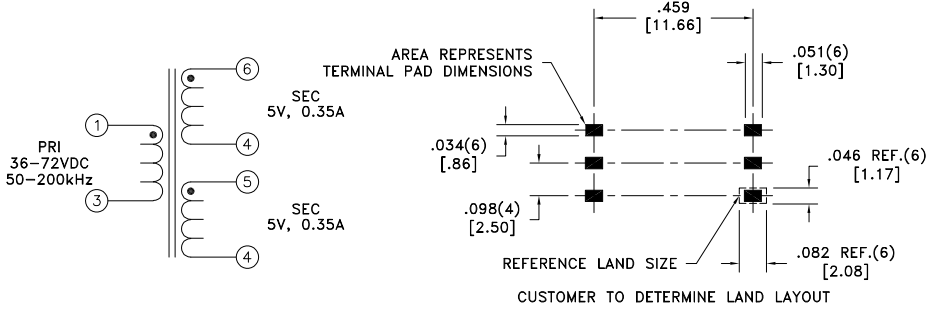 1
3
PRI
36-72VDC
50-200kHz
6
SEC
5V, 0.35A
4
5
SEC
5V, 0.35A
4
.459
[11.66]
AREA REPRESENTS
TERMINAL PAD DIMENSIONS
.051(6)
[1.30]
.034(6)
[.86]
.046 REF.(6)
[1.17]
.098(4)
[2.50]
REFERENCE LAND SIZE
.082 REF.(6)
[2.08]
CUSTOMER TO DETERMINE LAND LAYOUT